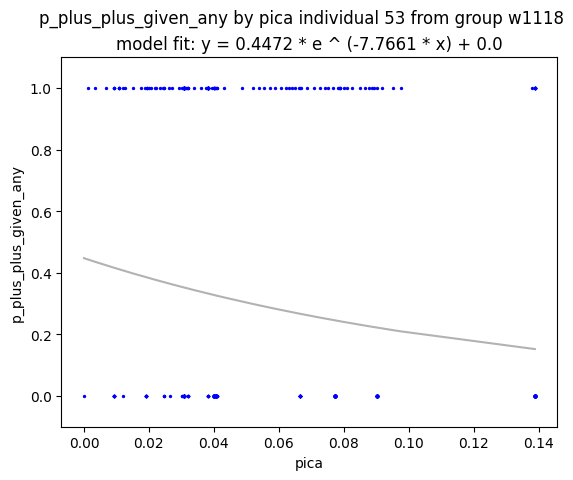 p_plus_plus_given_any by pica individual 53 from group w1118
model fit: y = 0.4472 * e ^ (-7.7661 * x) + 0.0
1.0
0.8
0.6
0.4
0.2
0.0
p_plus_plus_given_any
0.00 0.02 0.04 0.06 0.08 0.10 0.12 0.14
pica